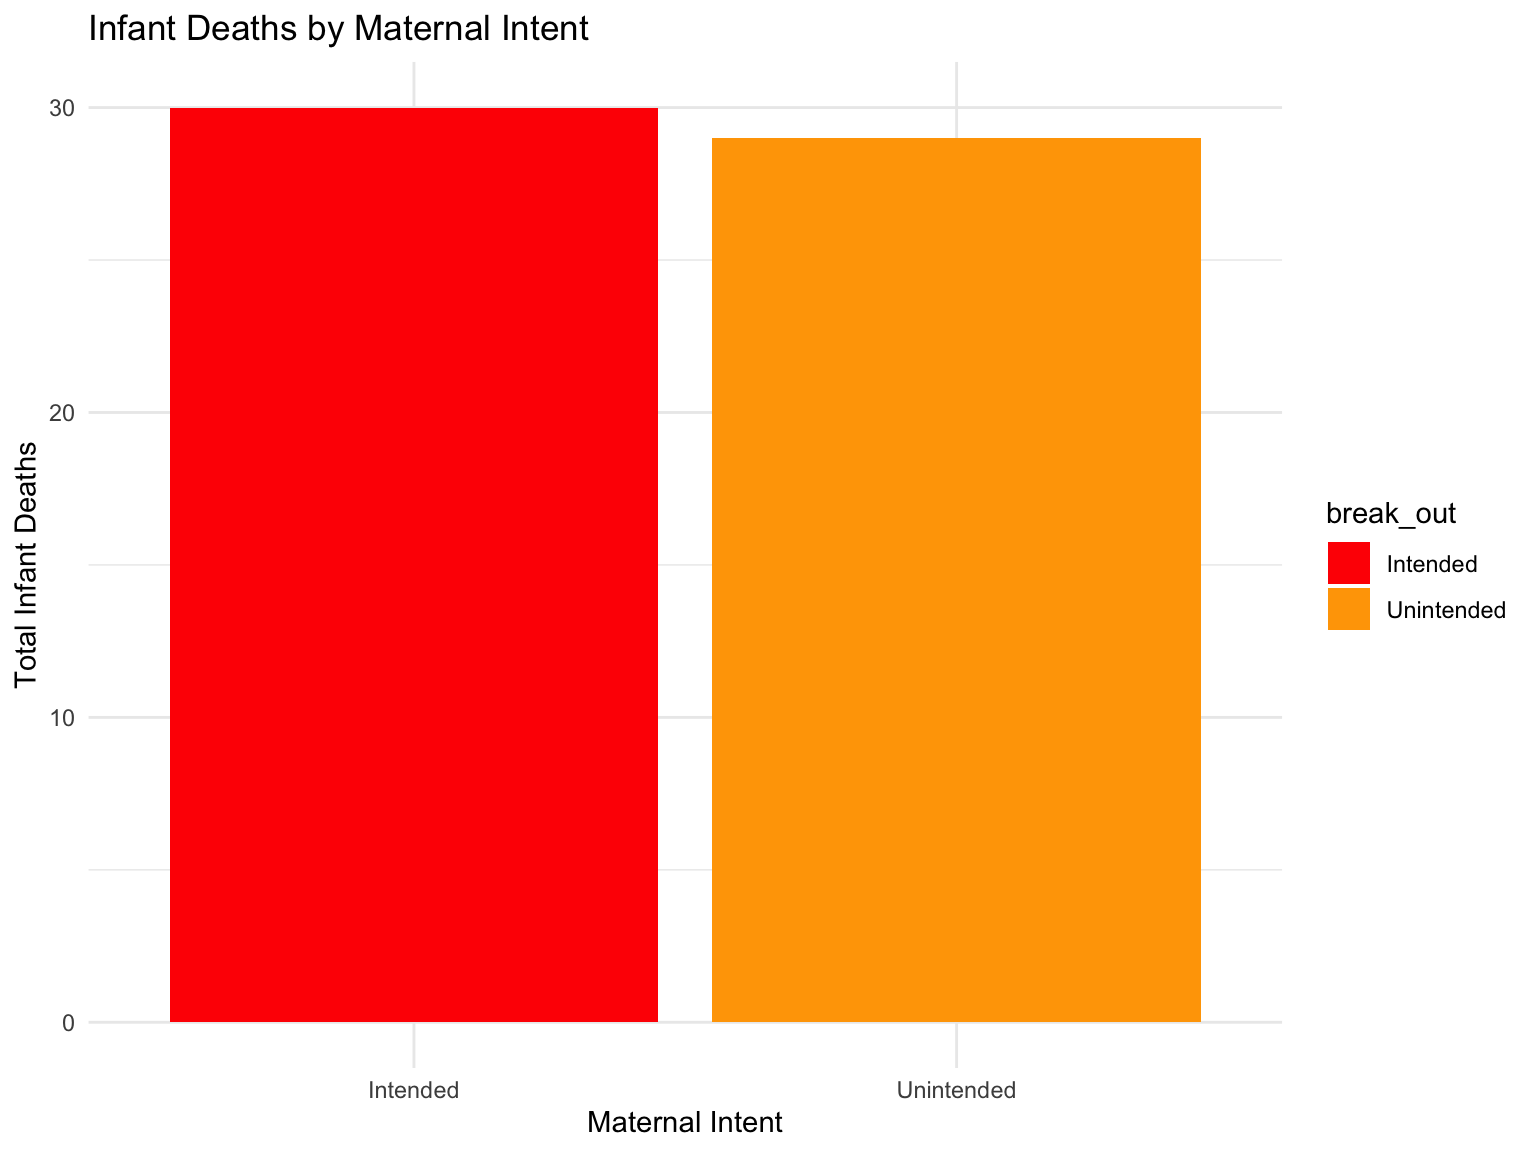 Infant Deaths by Maternal Intent
Total Infant Deaths
30
20
10
0
Intended
Unintended
Maternal Intent
break_out
Intended
Unintended